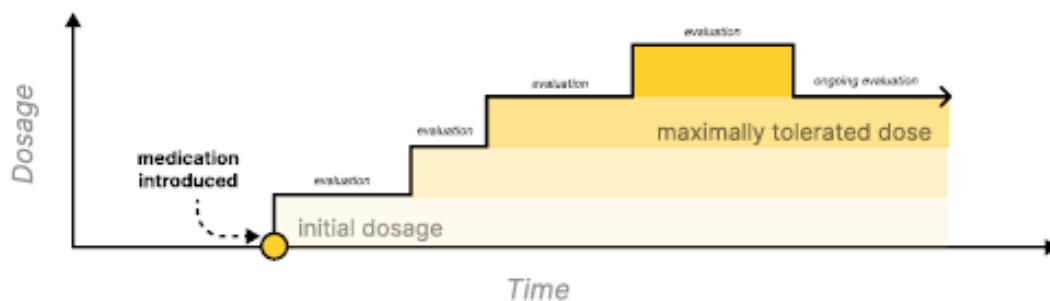 evaluation
evaluation
ongoing evaluation
evaluation
maximally tolerated dose
medication
introduced
evaluation
initial dosage
Dosage
Time